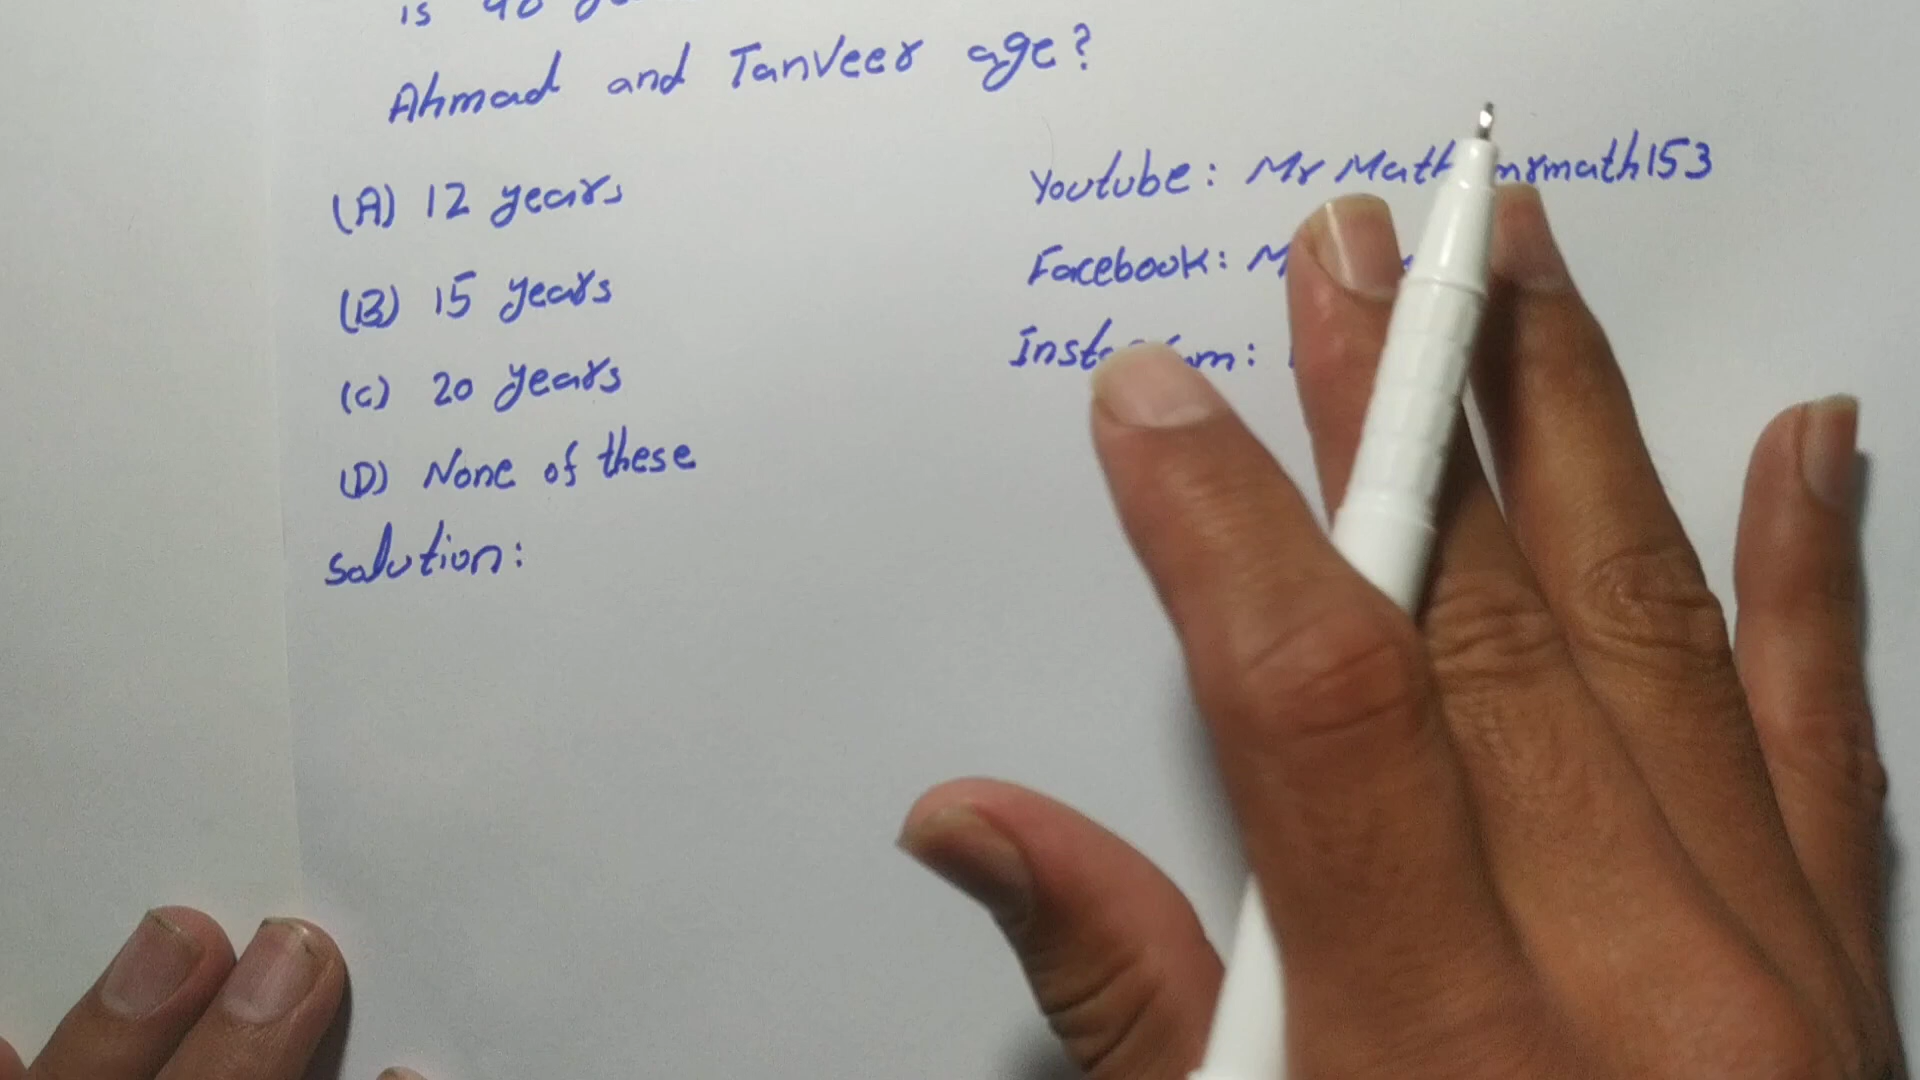 is 40
Ahmad and Tanveer age?
(A) 12 years
(B) 15 years
(C) 20 years
(D) None of these
Solution:
Youtube: Mr Math mrmath153
Facebook: